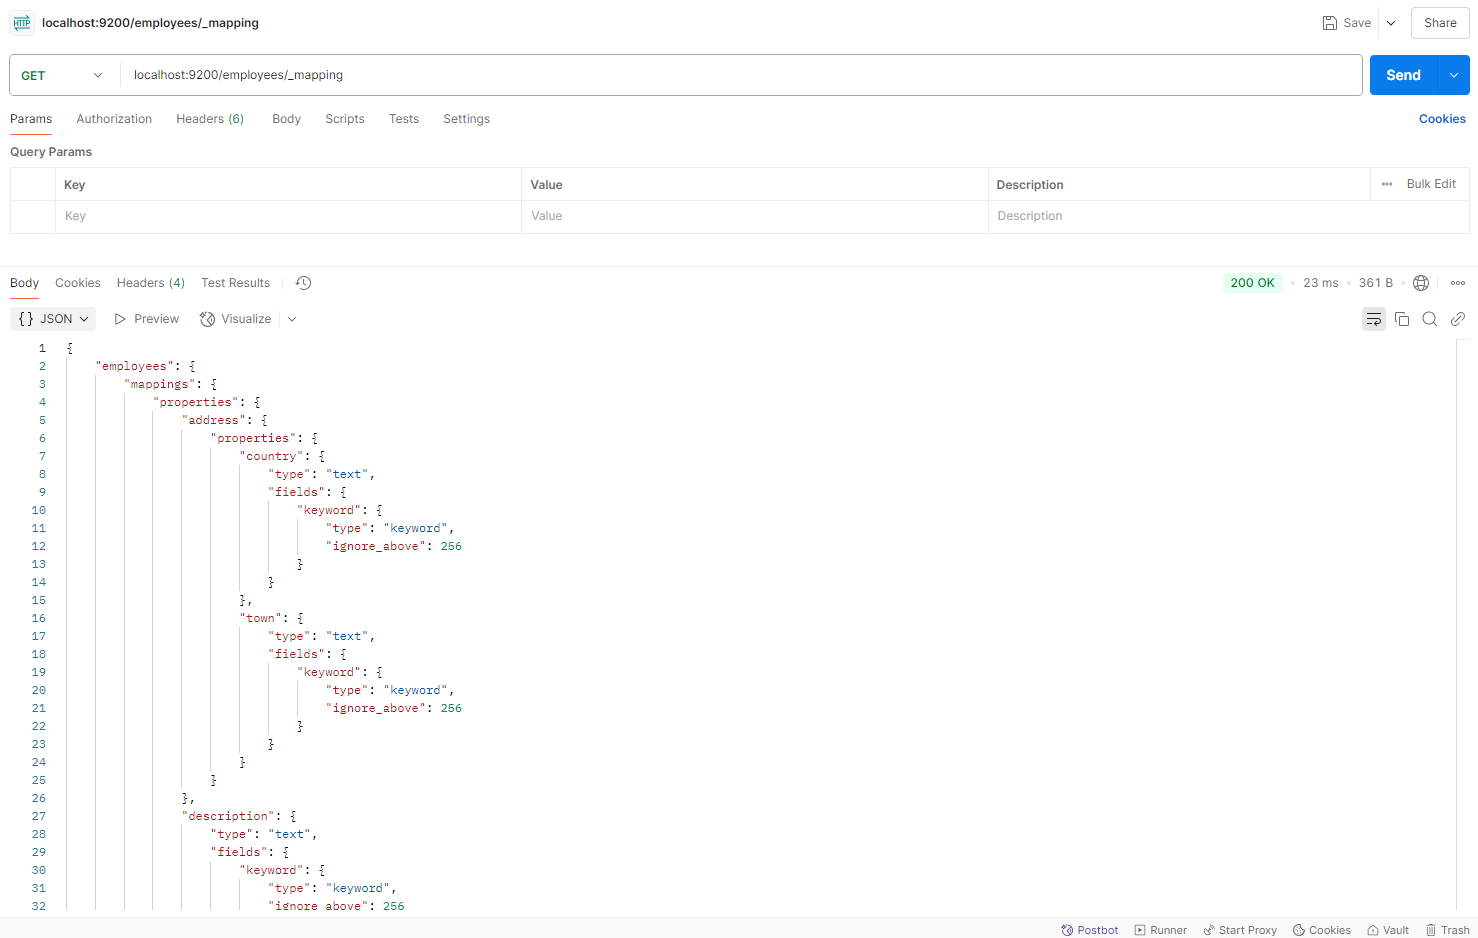 HTTP localhost:9200/employees/_mapping Save Share
GET localhost:9200/employees/_mapping Send
Params Authorization Headers (6) Body Scripts Tests Settings Cookies
Query Params
Key Value Description Bulk Edit
Key Value Description
Body Cookies Headers (4) Test Results 200 OK • 23 ms • 361 B •
{} JSON Preview Visualize
1 {
2 "employees": {
3 "mappings": {
4 "properties": {
5 "address": {
6 "properties": {
7 "country": {
8 "type": "text",
9 "fields": {
10 "keyword": {
11 "type": "keyword",
12 "ignore_above": 256
13 }
14 }
15 },
16 "town": {
17 "type": "text",
18 "fields": {
19 "keyword": {
20 "type": "keyword",
21 "ignore_above": 256
22 }
23 }
24 }
25 }
26 },
27 "description": {
28 "type": "text",
29 "fields": {
30 "keyword": {
31 "type": "keyword",
32 "ignore_above": 256
Postbot Runner Start Proxy Cookies Vault Trash